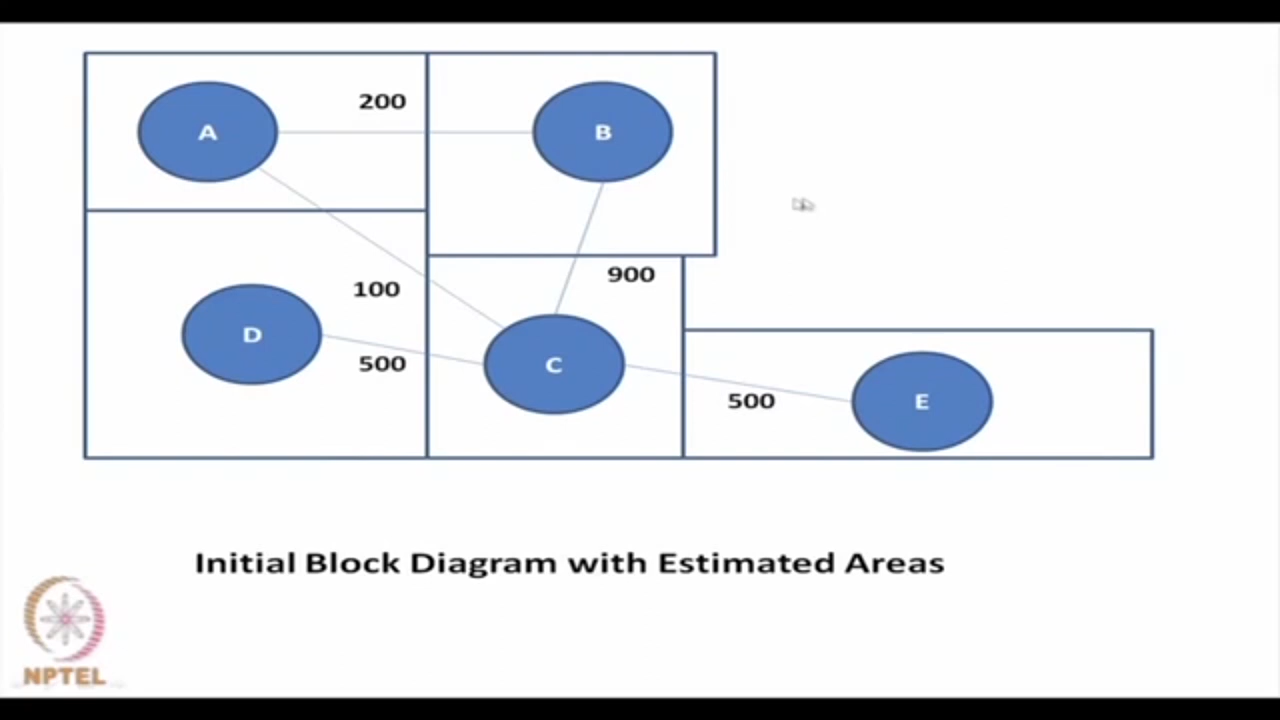 200
A
B
900
100
D
500
C
500
E
Initial Block Diagram with Estimated Areas
NPTEL